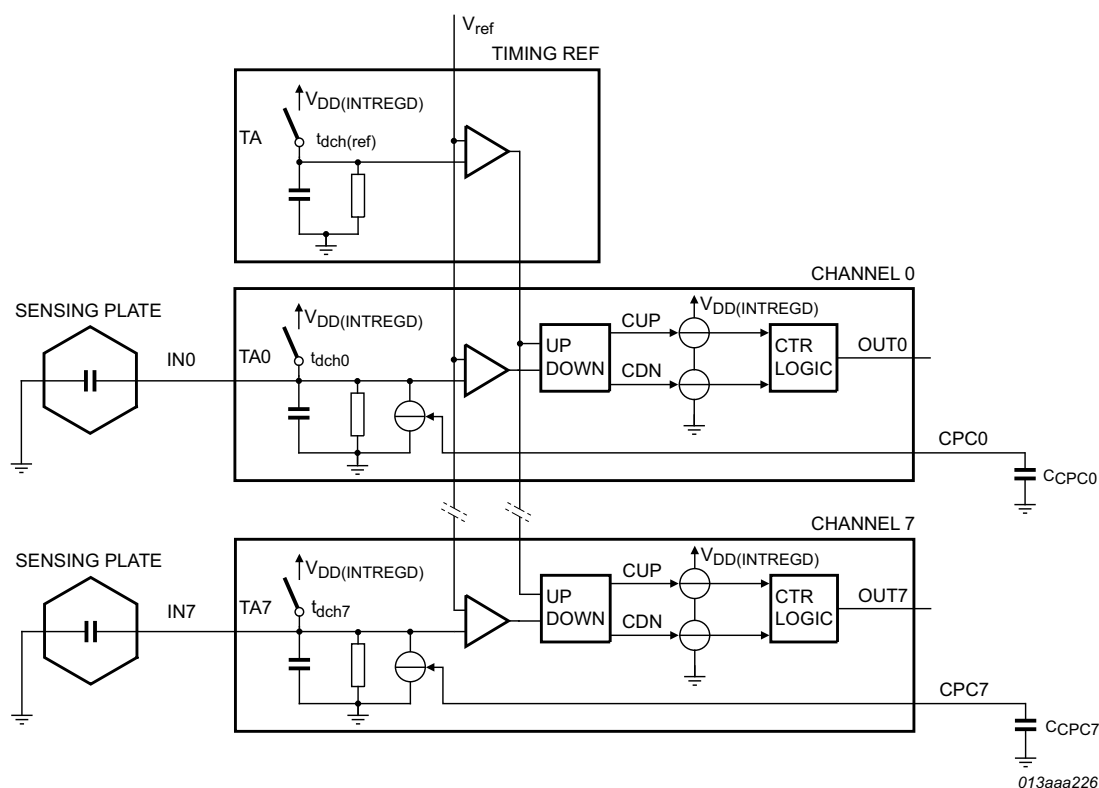 Vref
TIMING REF
VDD(INTREGD)
TA
tdch(ref)
CHANNEL 0
SENSING PLATE
VDD(INTREGD)
VDD(INTREGD)
IN0
TA0
tdch0
UP
DOWN
CUP
CDN
CTR
LOGIC
OUT0
CPC0
CCPC0
CHANNEL 7
SENSING PLATE
VDD(INTREGD)
VDD(INTREGD)
IN7
TA7
tdch7
UP
DOWN
CUP
CDN
CTR
LOGIC
OUT7
CPC7
CCPC7
013aaa226